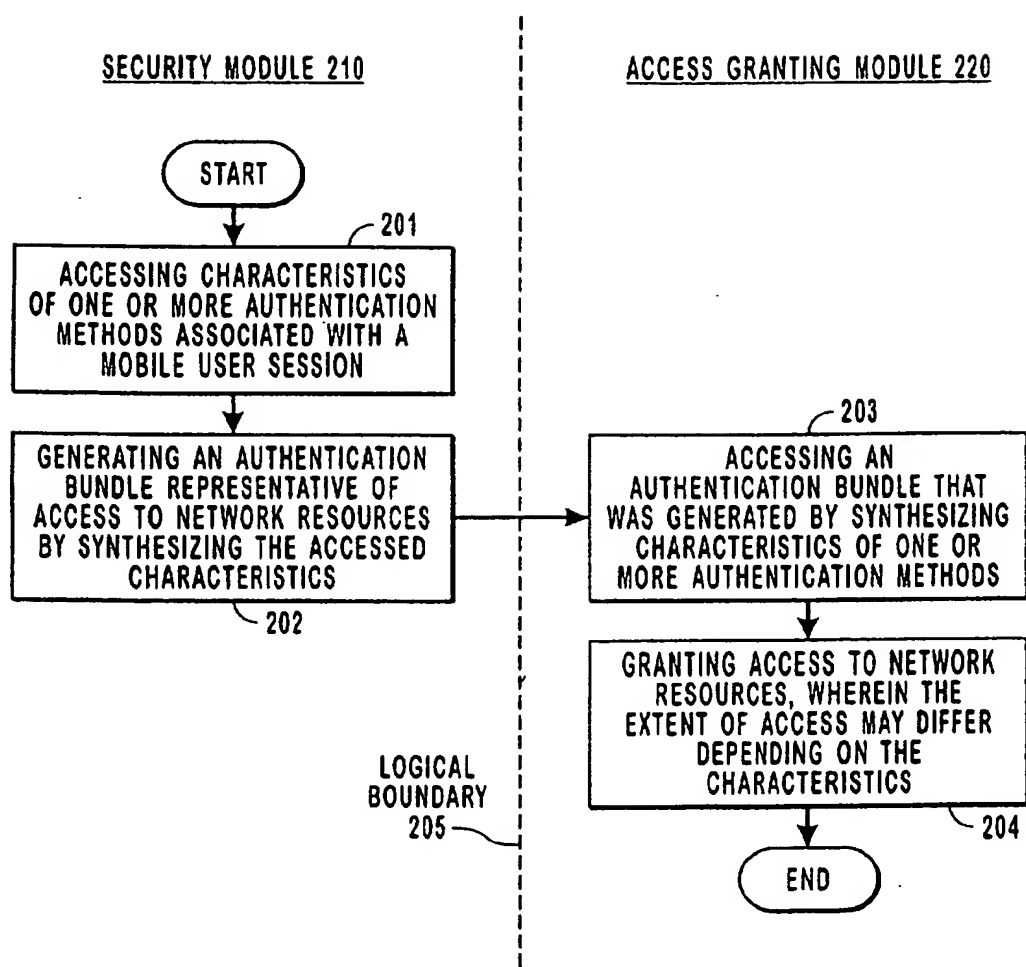 SECURITY MODULE 210
START
201
ACCESSING CHARACTERISTICS
OF ONE OR MORE AUTHENTICATION
METHODS ASSOCIATED WITH A
MOBILE USER SESSION
GENERATING AN AUTHENTICATION
BUNDLE REPRESENTATIVE OF
ACCESS TO NETWORK RESOURCES
BY SYNTHESIZING THE ACCESSED
CHARACTERISTICS
202
LOGICAL
BOUNDARY
205
ACCESS GRANTING MODULE 220
203
ACCESSING AN
AUTHENTICATION BUNDLE THAT
WAS GENERATED BY SYNTHESIZING
CHARACTERISTICS OF ONE OR
MORE AUTHENTICATION METHODS
GRANTING ACCESS TO NETWORK
RESOURCES, WHEREIN THE
EXTENT OF ACCESS MAY DIFFER
DEPENDING ON THE
CHARACTERISTICS
204
END